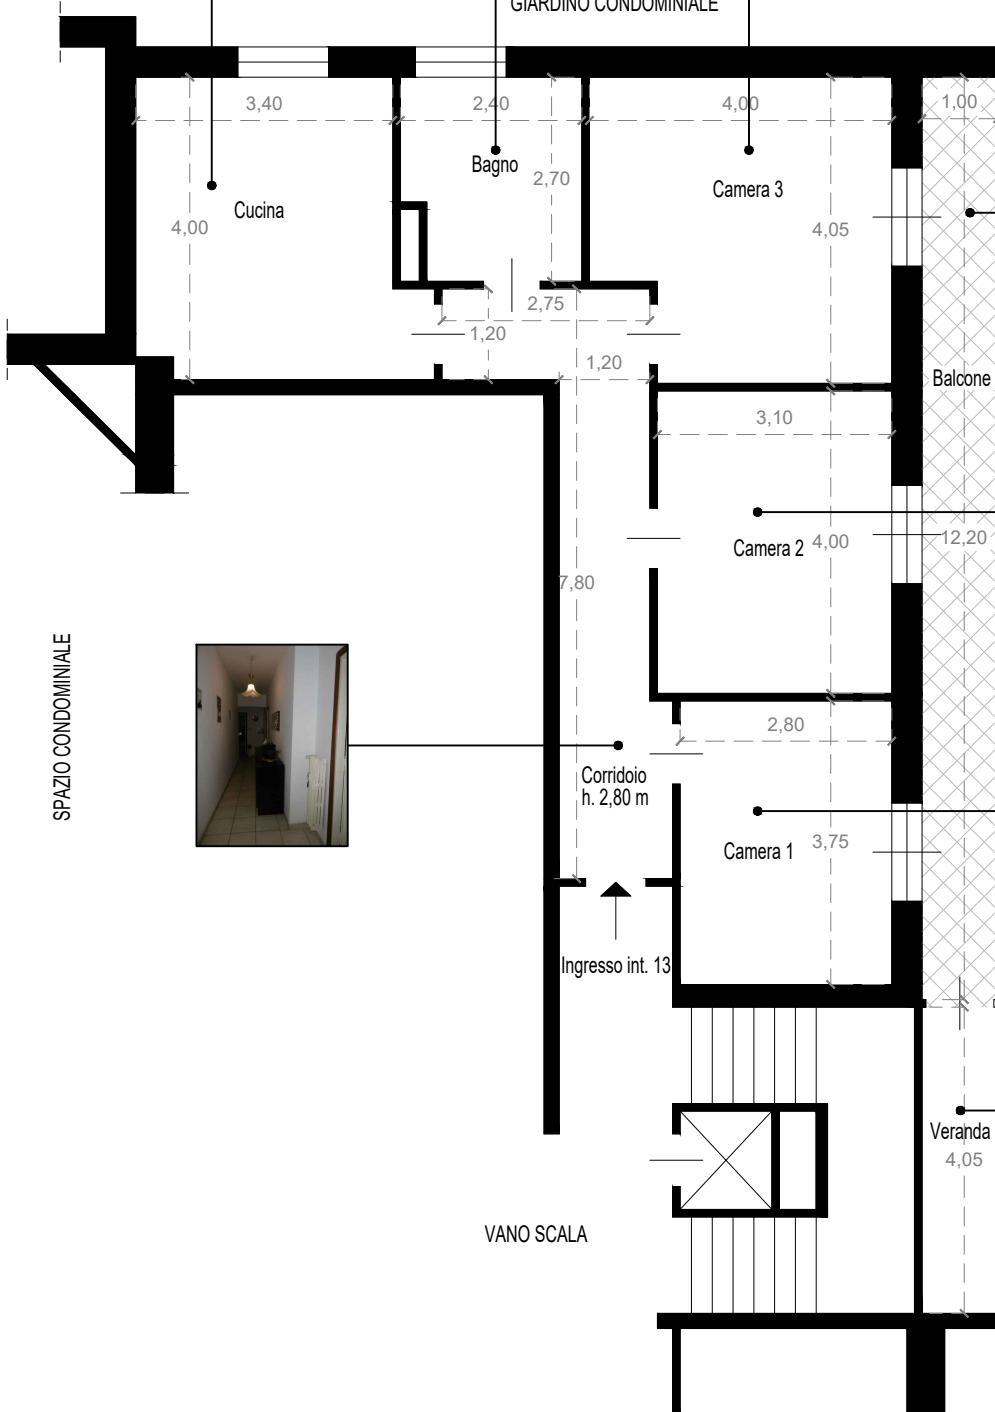 GIARDINO CONDOMINIALE
3,40
2,40
4,00
1,00
Bagno
2,70
Camera 3
Cucina
4,00
4,05
2,75
1,20
1,20
Balcone
3,10
Camera 2
4,00
12,20
7,80
SPAZIO CONDOMINIALE
2,80
Corridoio
h. 2,80 m
Camera 1
3,75
Ingresso int. 13
Veranda
4,05
VANO SCALA